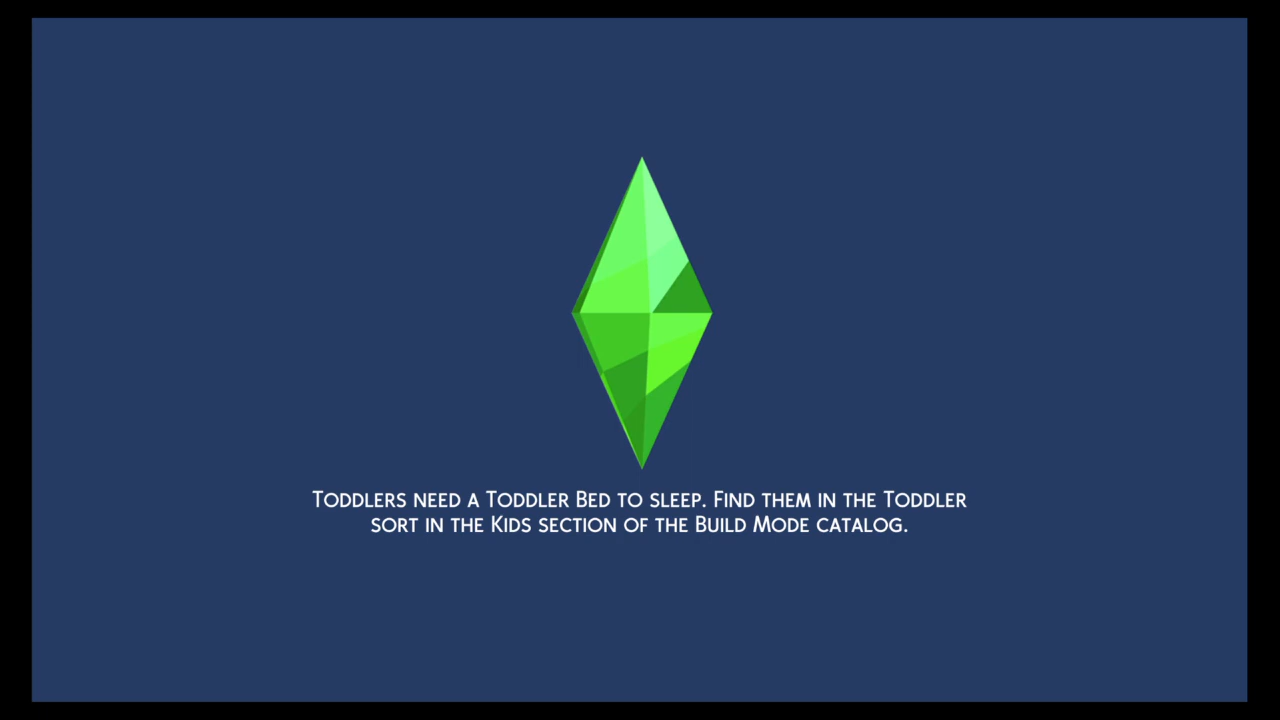 Toddlers need a Toddler Bed to sleep. Find them in the Toddler
sort in the Kids section of the Build Mode catalog.